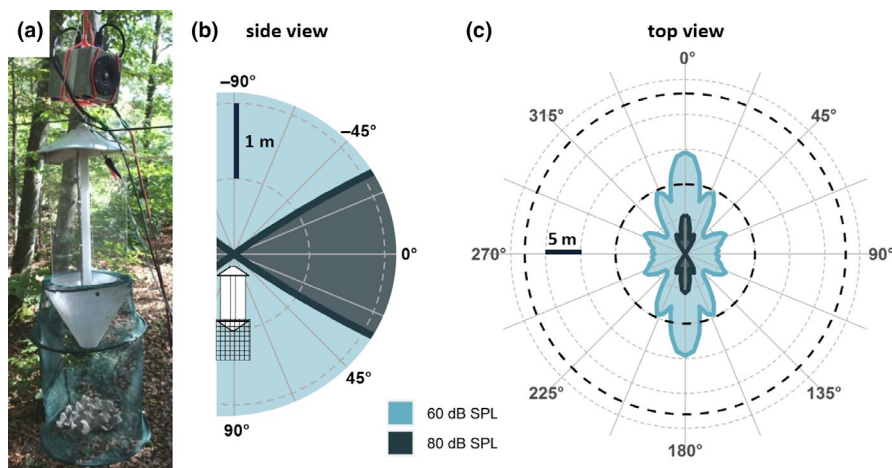 (a)
(b)
side view
−90°
−45°
1 m
0°
45°
90°
60 dB SPL
80 dB SPL
(c)
top view
0°
315°
45°
5 m
270°
90°
225°
135°
180°